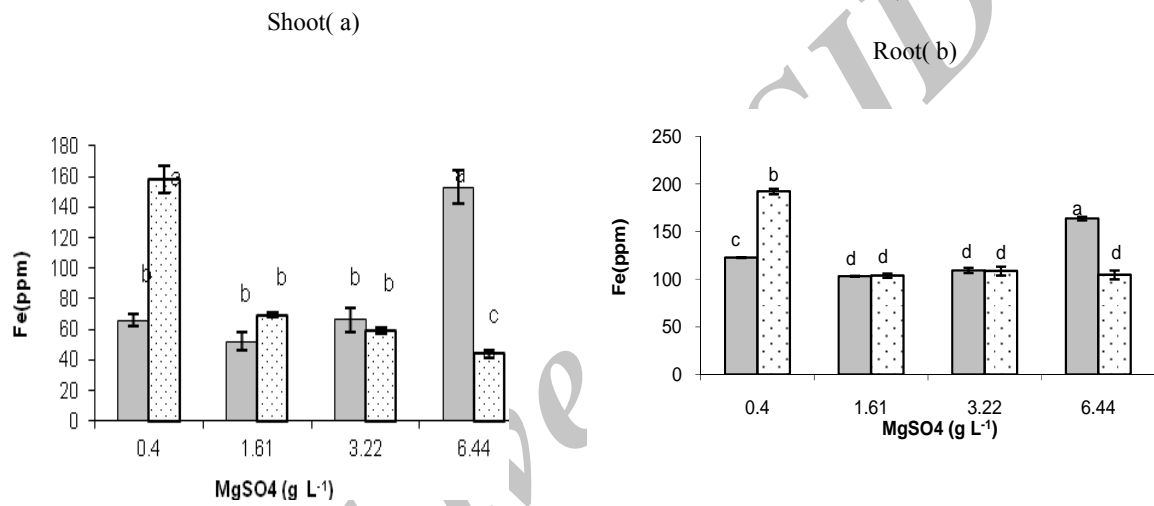 Shoot( a)
180
160
140
120
100
80
60
40
20
0
Fe(ppm)
b a b b b b a c
0.4 1.61 3.22 6.44
MgSO4 (g L-1)
Root( b)
250
200
150
100
50
0
Fe(ppm)
c b d d d d a d
0.4 1.61 3.22 6.44
MgSO4 (g L-1)